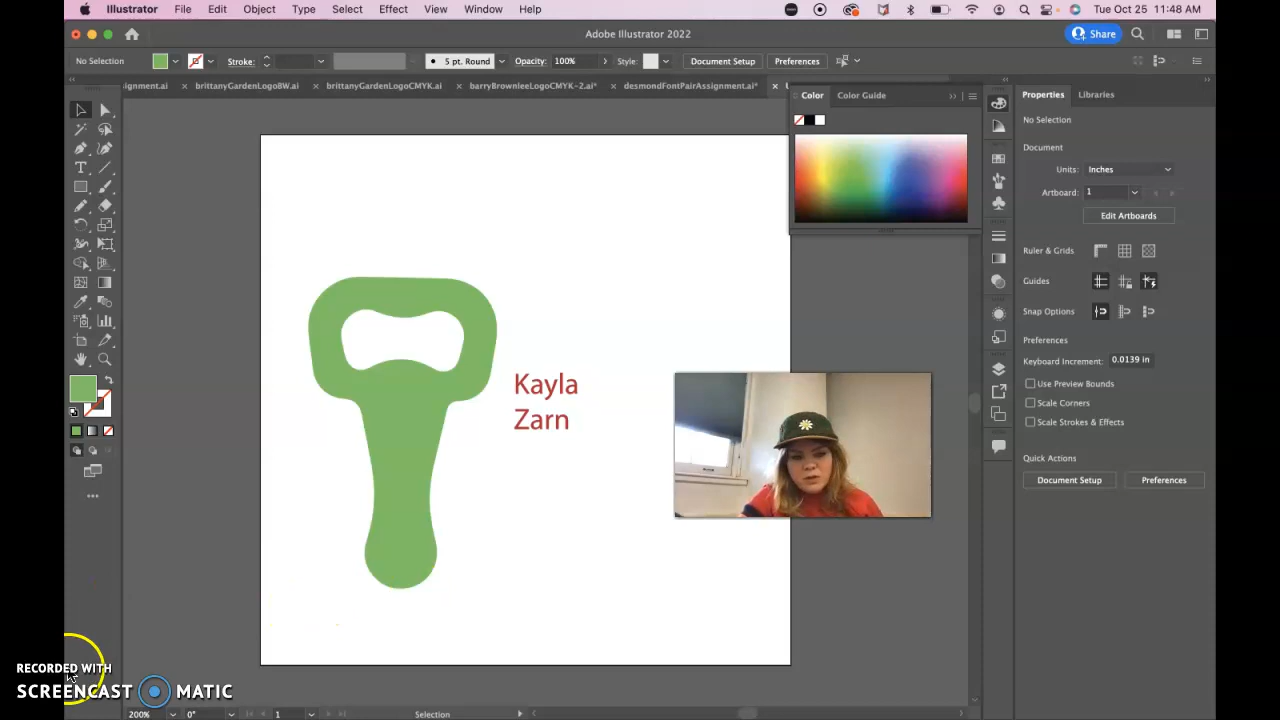 Illustrator File Edit Object Type Select Effect View Window Help Tue Oct 25 11:48 AM
Adobe Illustrator 2022 Share
No Selection Stroke: 5 pt. Round Opacity: 100% Style: Document Setup Preferences
ignment.ai × brittanyGardenLogoBW.ai × brittanyGardenLogoCMYK.ai × barryBrownleeLogoCMYK-2.ai* × desmondFontPairAssignment.ai* ×
Color Color Guide
Properties Libraries
No Selection
Document
Units: Inches
Artboard: 1
Edit Artboards
Ruler & Grids
Guides
Snap Options
Preferences
Keyboard Increment: 0.0139 in
Use Preview Bounds
Scale Corners
Scale Strokes & Effects
Quick Actions
Document Setup Preferences
Kayla
Zarn
RECORDED WITH
SCREENCAST MATIC
200% 0° 1 Selection